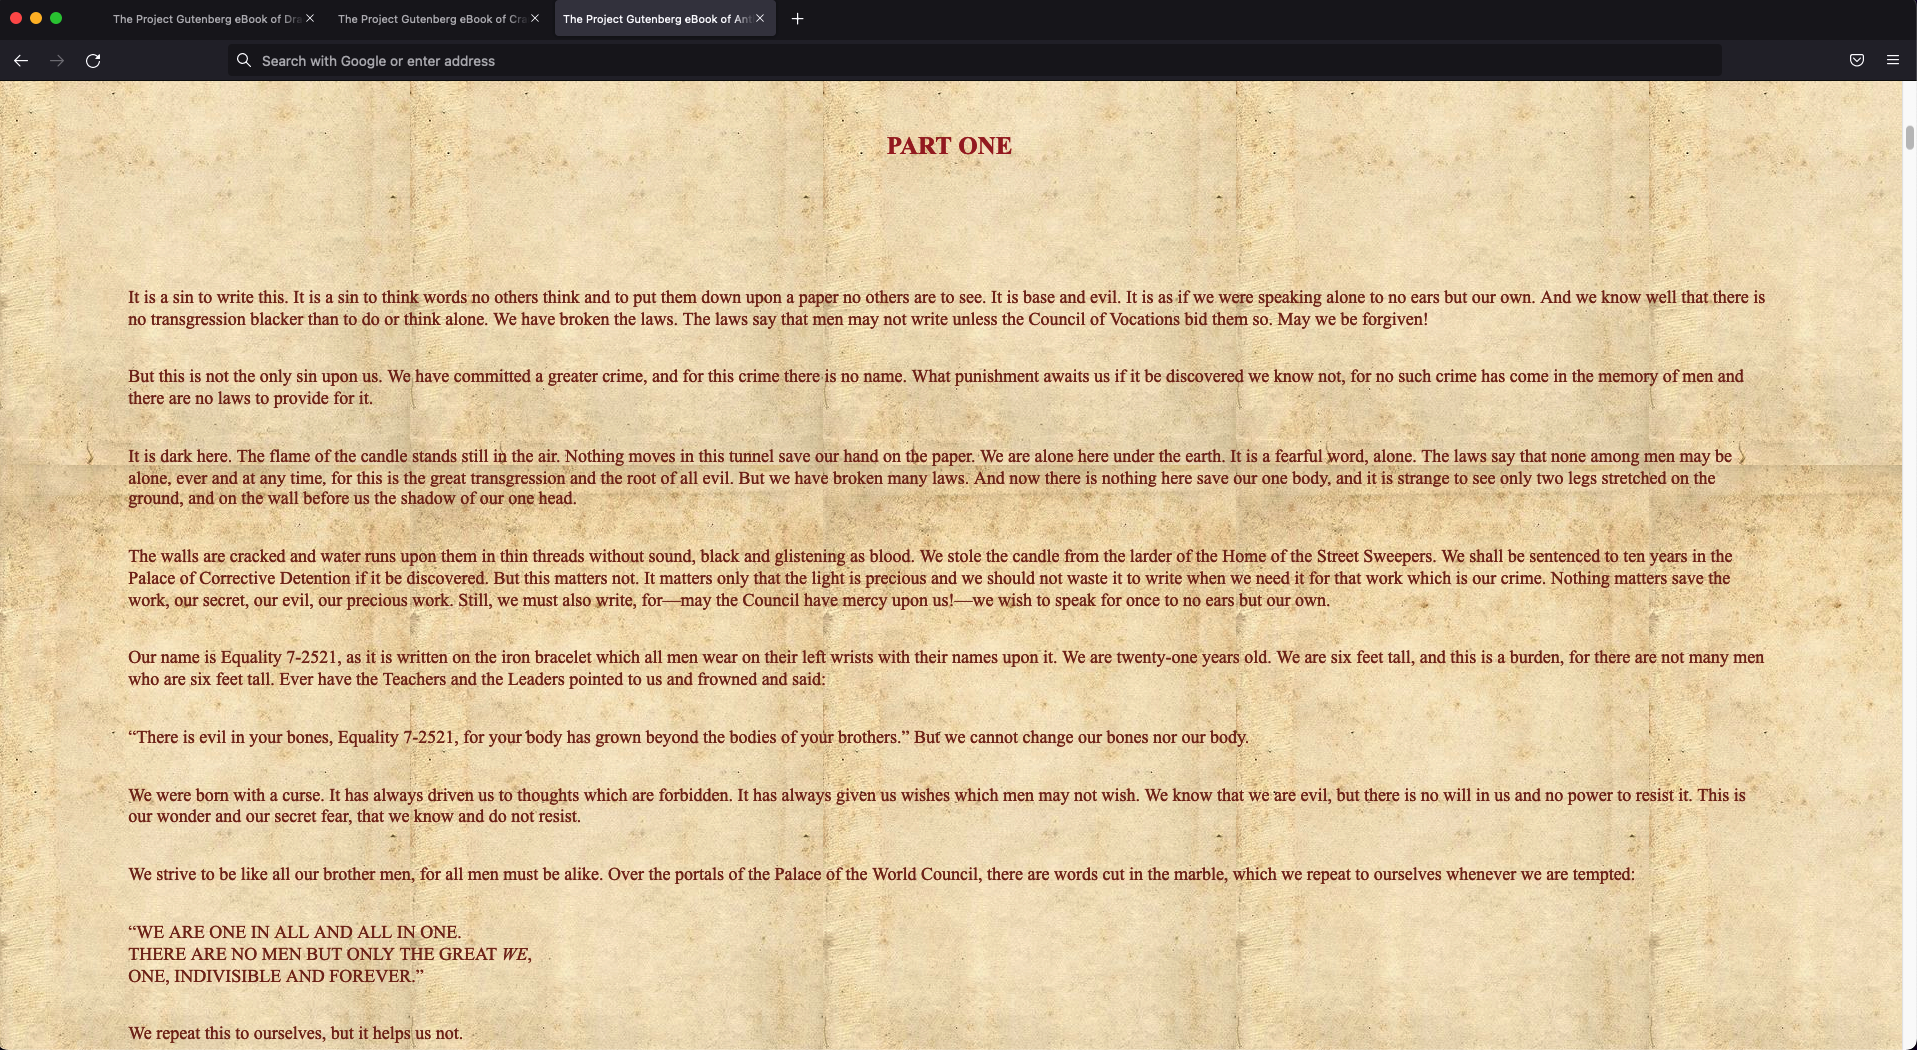 The Project Gutenberg eBook of Dra
The Project Gutenberg eBook of Cra
The Project Gutenberg eBook of Ant
Search with Google or enter address
PART ONE
It is a sin to write this. It is a sin to think words no others think and to put them down upon a paper no others are to see. It is base and evil. It is as if we were speaking alone to no ears but our own. And we know well that there is
no transgression blacker than to do or think alone. We have broken the laws. The laws say that men may not write unless the Council of Vocations bid them so. May we be forgiven!
But this is not the only sin upon us. We have committed a greater crime, and for this crime there is no name. What punishment awaits us if it be discovered we know not, for no such crime has come in the memory of men and
there are no laws to provide for it.
It is dark here. The flame of the candle stands still in the air. Nothing moves in this tunnel save our hand on the paper. We are alone here under the earth. It is a fearful word, alone. The laws say that none among men may be
alone, ever and at any time, for this is the great transgression and the root of all evil. But we have broken many laws. And now there is nothing here save our one body, and it is strange to see only two legs stretched on the
ground, and on the wall before us the shadow of our one head.
The walls are cracked and water runs upon them in thin threads without sound, black and glistening as blood. We stole the candle from the larder of the Home of the Street Sweepers. We shall be sentenced to ten years in the
Palace of Corrective Detention if it be discovered. But this matters not. It matters only that the light is precious and we should not waste it to write when we need it for that work which is our crime. Nothing matters save the
work, our secret, our evil, our precious work. Still, we must also write, for—may the Council have mercy upon us!—we wish to speak for once to no ears but our own.
Our name is Equality 7-2521, as it is written on the iron bracelet which all men wear on their left wrists with their names upon it. We are twenty-one years old. We are six feet tall, and this is a burden, for there are not many men
who are six feet tall. Ever have the Teachers and the Leaders pointed to us and frowned and said:
“There is evil in your bones, Equality 7-2521, for your body has grown beyond the bodies of your brothers.” But we cannot change our bones nor our body.
We were born with a curse. It has always driven us to thoughts which are forbidden. It has always given us wishes which men may not wish. We know that we are evil, but there is no will in us and no power to resist it. This is
our wonder and our secret fear, that we know and do not resist.
We strive to be like all our brother men, for all men must be alike. Over the portals of the Palace of the World Council, there are words cut in the marble, which we repeat to ourselves whenever we are tempted:
“WE ARE ONE IN ALL AND ALL IN ONE.
THERE ARE NO MEN BUT ONLY THE GREAT WE,
ONE, INDIVISIBLE AND FOREVER.”
We repeat this to ourselves, but it helps us not.